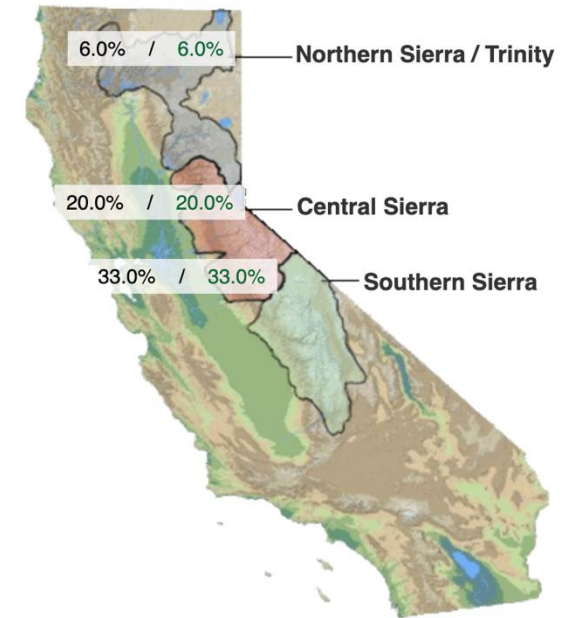 6.0% / 6.0%
Northern Sierra / Trinity
20.0% / 20.0%
Central Sierra
33.0% / 33.0%
Southern Sierra